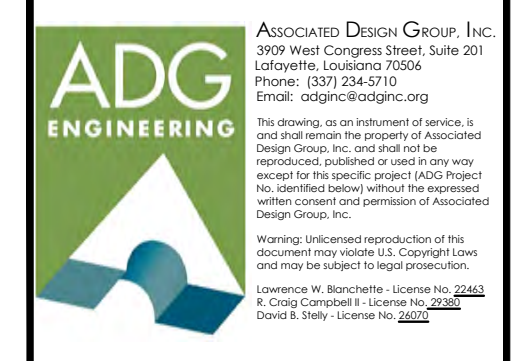 ADG
ENGINEERING
ASSOCIATED DESIGN GROUP, INC.
3909 West Congress Street, Suite 201
Lafayette, Louisiana 70506
Phone: (337) 234-5710
Email: adginc@adginc.org
This drawing, as an instrument of service, is
and shall remain the property of Associated
Design Group, Inc. and shall not be
reproduced, published or used in any way
except for this specific project (ADG Project
No. identified below) without the expressed
written consent and permission of Associated
Design Group, Inc.
Warning: Unlicensed reproduction of this
document may violate U.S. Copyright Laws
and may be subject to legal prosecution.
Lawrence W. Blanchette - License No. 22463
R. Craig Campbell II - License No. 29380
David B. Stelly - License No. 26070